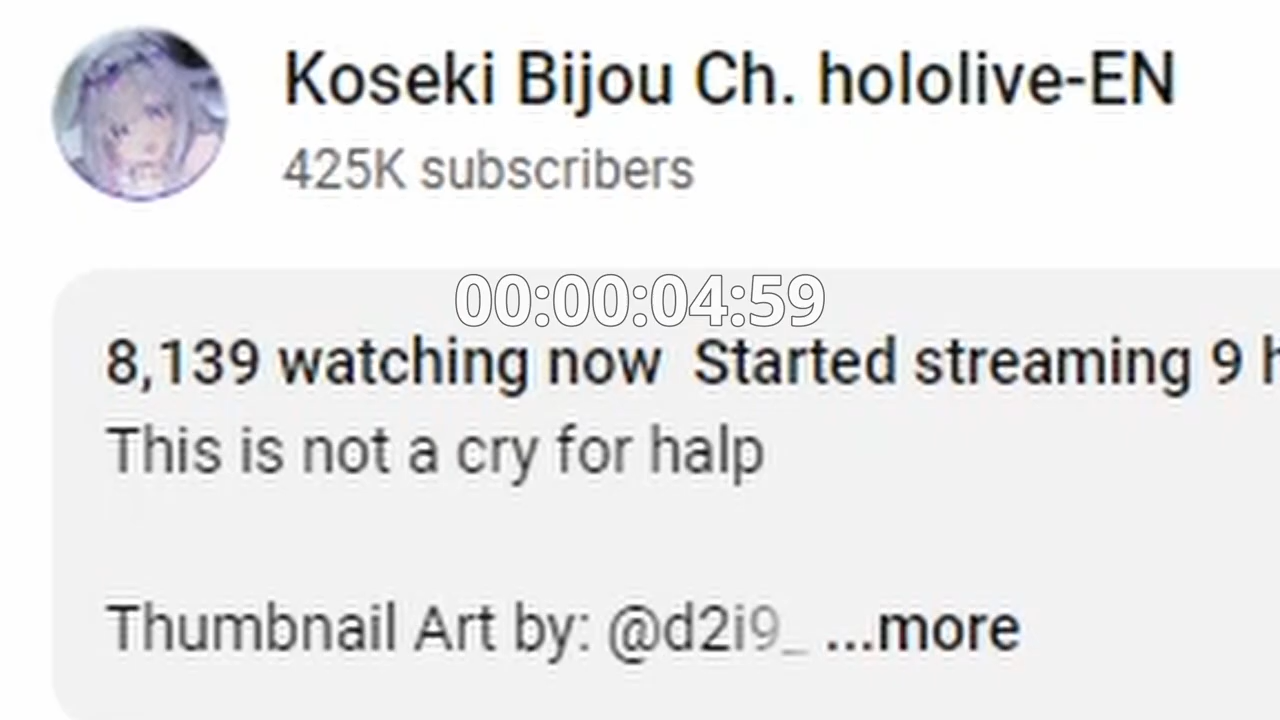 Koseki Bijou Ch. hololive-EN
425K subscribers
00:00:04:59
8,139 watching now Started streaming 9 h
This is not a cry for halp
Thumbnail Art by: @d2i9_ ...more